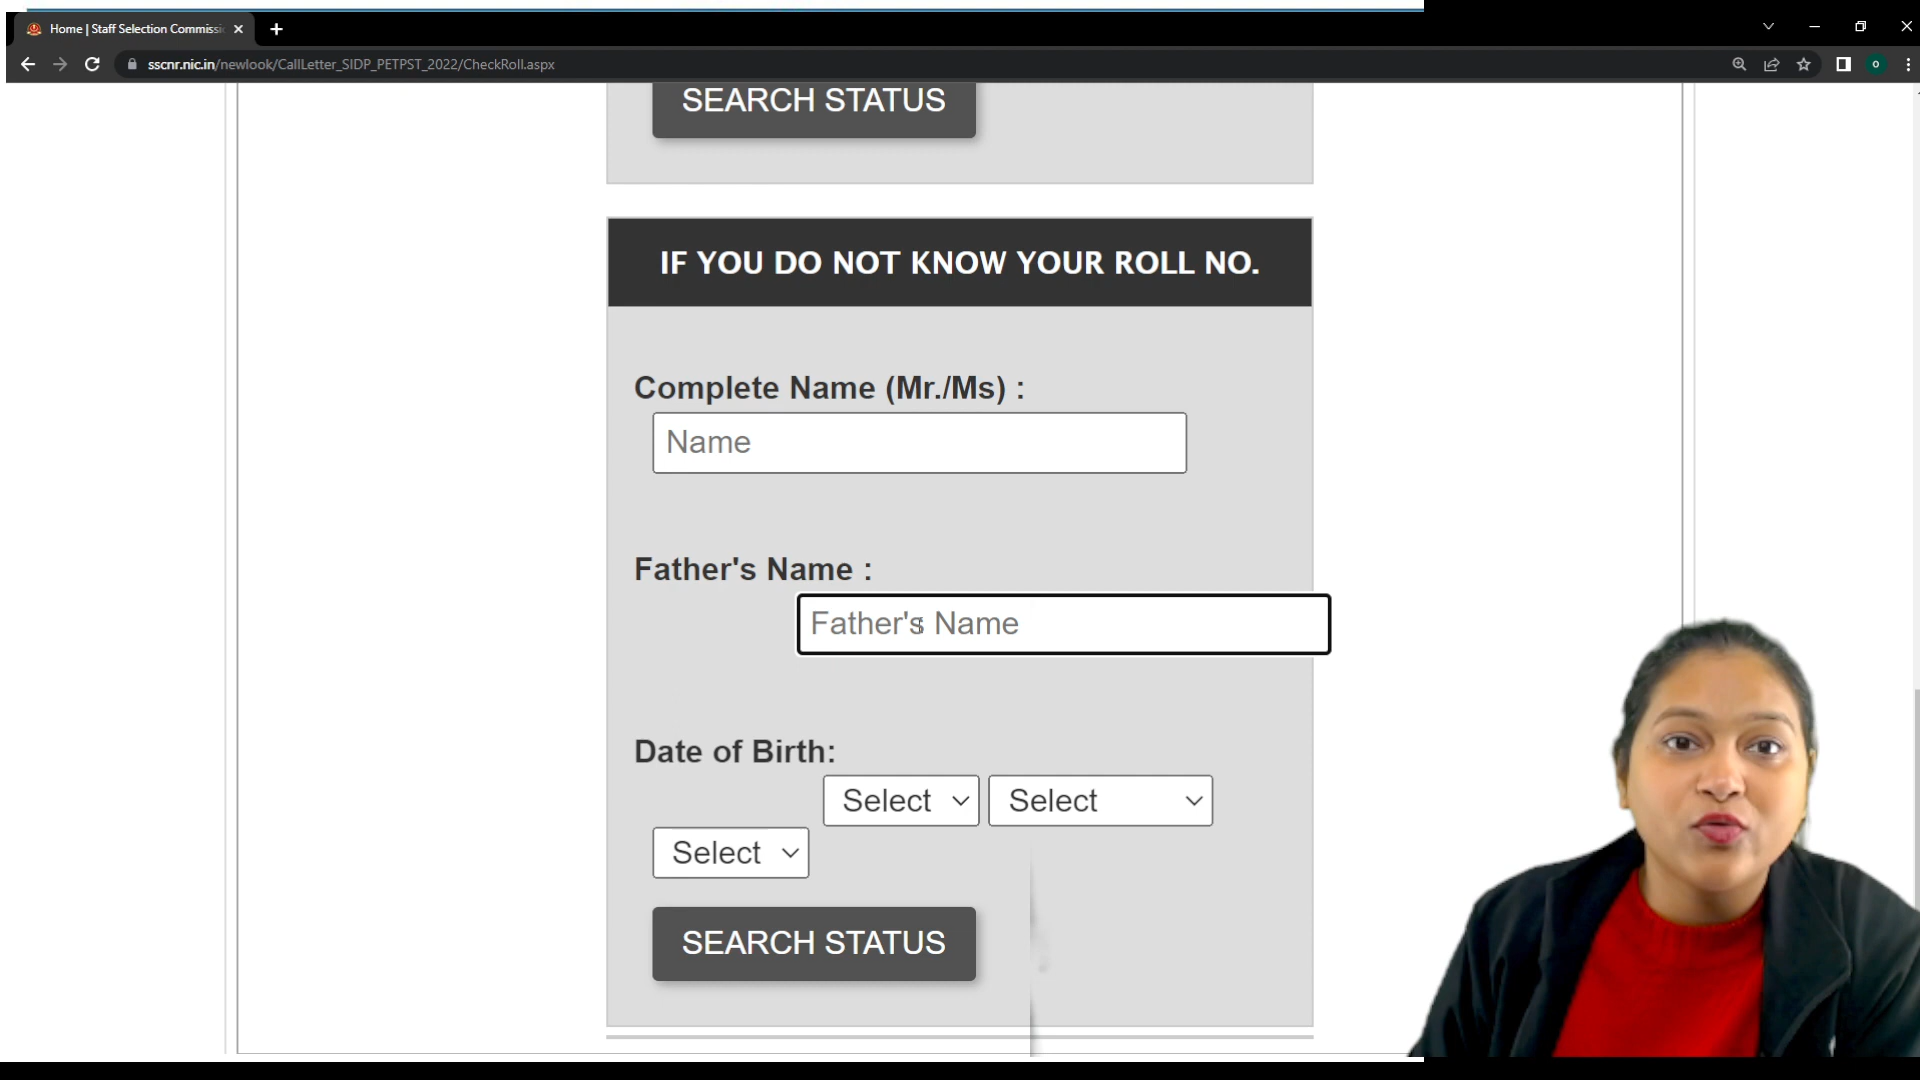 Home | Staff Selection Commissi
sscnr.nic.in/newlook/CallLetter_SIDP_PETPST_2022/CheckRoll.aspx
SEARCH STATUS
IF YOU DO NOT KNOW YOUR ROLL NO.
Complete Name (Mr./Ms) :
Name
Father's Name :
Father's Name
Date of Birth:
Select Select
Select
SEARCH STATUS